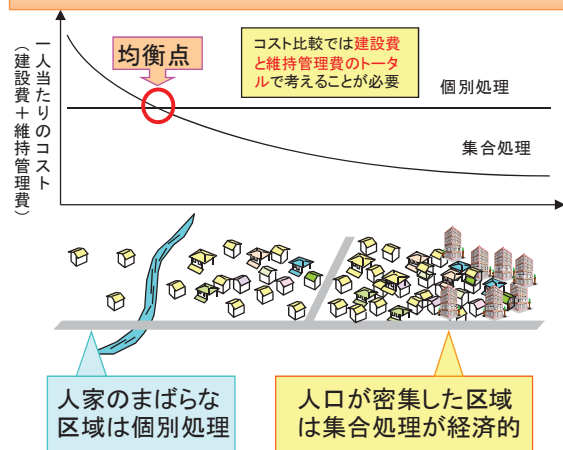 一人当たりのコスト
(建設費+維持管理費)
均衡点
コスト比較では建設費
と維持管理費のトータ
ルで考えることが必要
個別処理
集合処理
人家のまばらな
区域は個別処理
人口が密集した区域
は集合処理が経済的